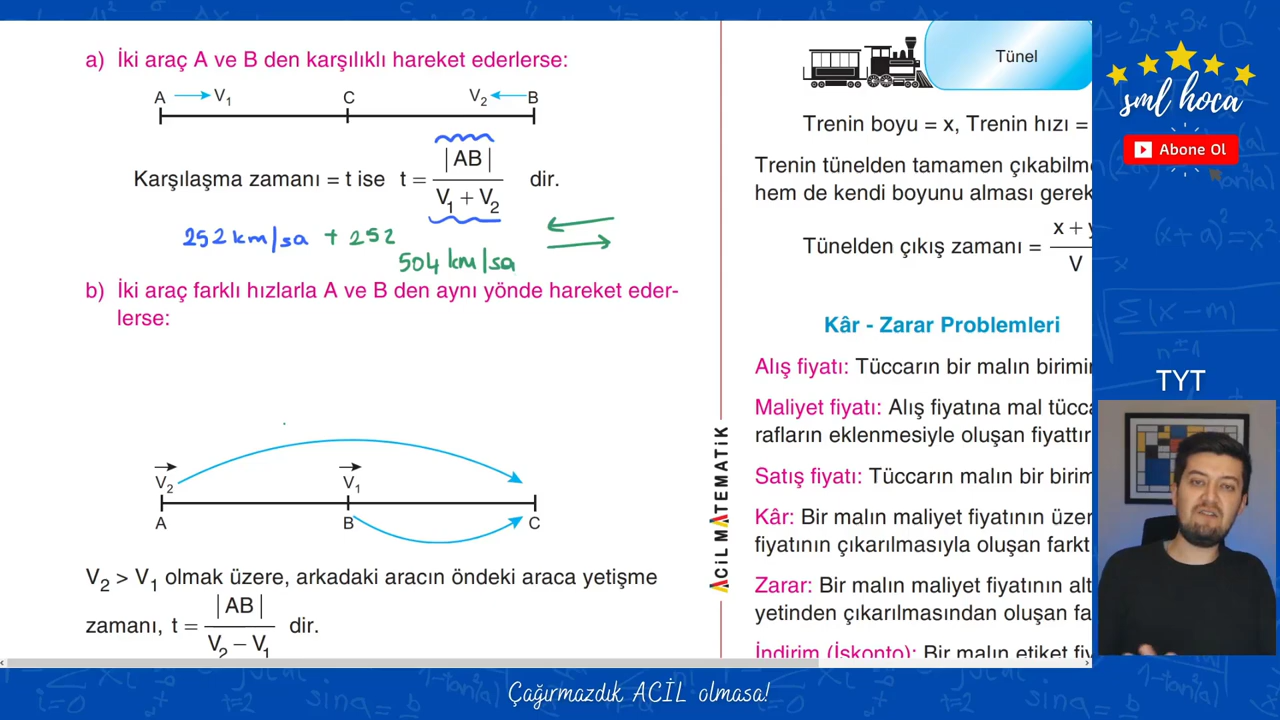 a) İki araç A ve B den karşılıklı hareket ederlerse:
A V1 C V2 B
Karşılaşma zamanı = t ise t = |AB| / V1 + V2 dir.
252 km/sa + 252
504 km/sa
b) İki araç farklı hızlarla A ve B den aynı yönde hareket eder-
lerse:
V2 V1
A B C
V2 > V1 olmak üzere, arkadaki aracın öndeki araca yetişme
zamanı, t = |AB| / V2 – V1 dir.
ACİL MATEMATİK
Tünel
Trenin boyu = x, Trenin hızı =
Trenin tünelden tamamen çıkabilm
hem de kendi boyunu alması gerek
Tünelden çıkış zamanı = x + y / V
Kâr - Zarar Problemleri
Alış fiyatı: Tüccarın bir malın birimi
Maliyet fiyatı: Alış fiyatına mal tücca
rafların eklenmesiyle oluşan fiyattır
Satış fiyatı: Tüccarın malın bir birim
Kâr: Bir malın maliyet fiyatının üzer
fiyatının çıkarılmasıyla oluşan farkt
Zarar: Bir malın maliyet fiyatının alt
yetinden çıkarılmasından oluşan fa
İndirim (İskonto): Bir malın etiket fiy
sml hoca
Abone Ol
TYT
Çağırmazdık ACİL olmasa!